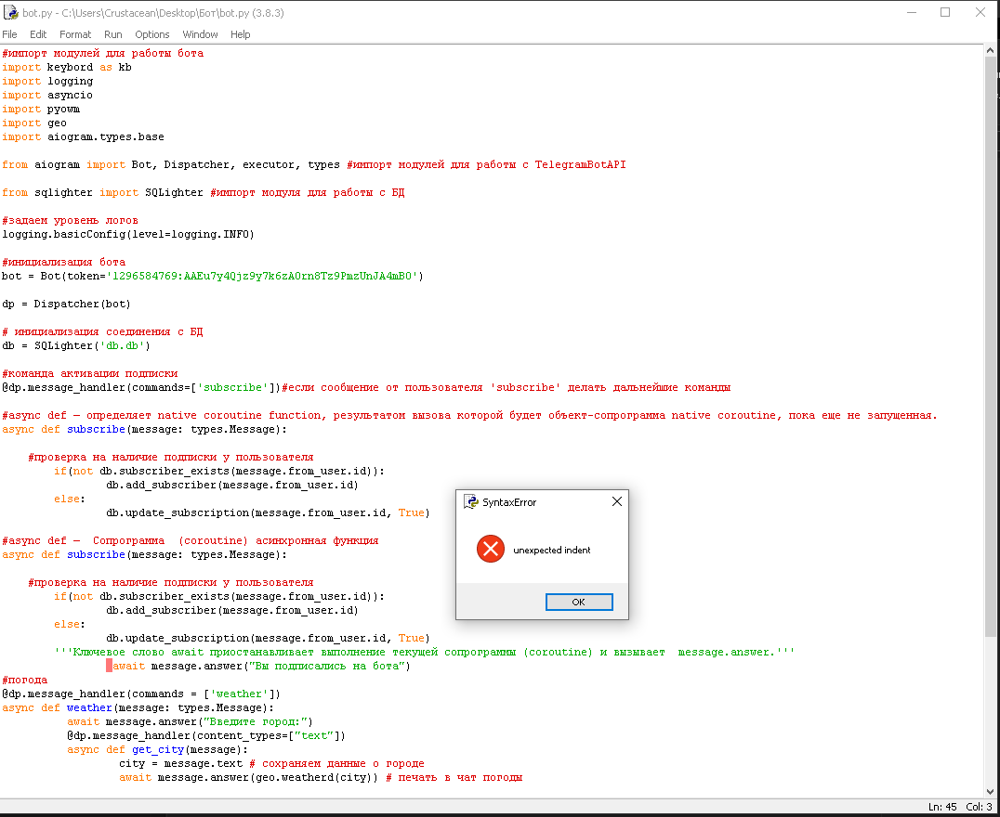 bot.py - C:\Users\Crustacean\Desktop\Бот\bot.py (3.8.3)
File Edit Format Run Options Window Help
#импорт модулей для работы бота
import keybord as kb
import logging
import asyncio
import pyowm
import geo
import aiogram.types.base
from aiogram import Bot, Dispatcher, executor, types #импорт модулей для работы с TelegramBotAPI
from sqlighter import SQLighter #импорт модуля для работы с БД
#задаем уровень логов
logging.basicConfig(level=logging.INFO)
#инициализация бота
bot = Bot(token='1296584769:AAEu7y4Qjz9y7k6zA0rn8Tz9PmzUnJA4mB0')
dp = Dispatcher(bot)
# инициализация соединения с БД
db = SQLighter('db.db')
#команда активации подписки
@dp.message_handler(commands=['subscribe'])#если сообщение от пользователя 'subscribe' делать дальнейшие команды
#async def — определяет native coroutine function, результатом вызова которой будет объект-сопрограмма native coroutine, пока еще не запущенная.
async def subscribe(message: types.Message):
#проверка на наличие подписки у пользователя
if(not db.subscriber_exists(message.from_user.id)):
db.add_subscriber(message.from_user.id)
else:
db.update_subscription(message.from_user.id, True)
#async def — Сопрограмма (coroutine) асинхронная функция
async def subscribe(message: types.Message):
#проверка на наличие подписки у пользователя
if(not db.subscriber_exists(message.from_user.id)):
db.add_subscriber(message.from_user.id)
else:
db.update_subscription(message.from_user.id, True)
'''Ключевое слово await приостанавливает выполнение текущей сопрограммы (coroutine) и вызывает message.answer.'''
await message.answer("Вы подписались на бота")
#погода
@dp.message_handler(commands = ['weather'])
async def weather(message: types.Message):
await message.answer("Введите город:")
@dp.message_handler(content_types=["text"])
async def get_city(message):
city = message.text # сохраняем данные о городе
await message.answer(geo.weatherd(city)) # печать в чат погоды
SyntaxError
unexpected indent
OK
Ln: 45 Col: 3